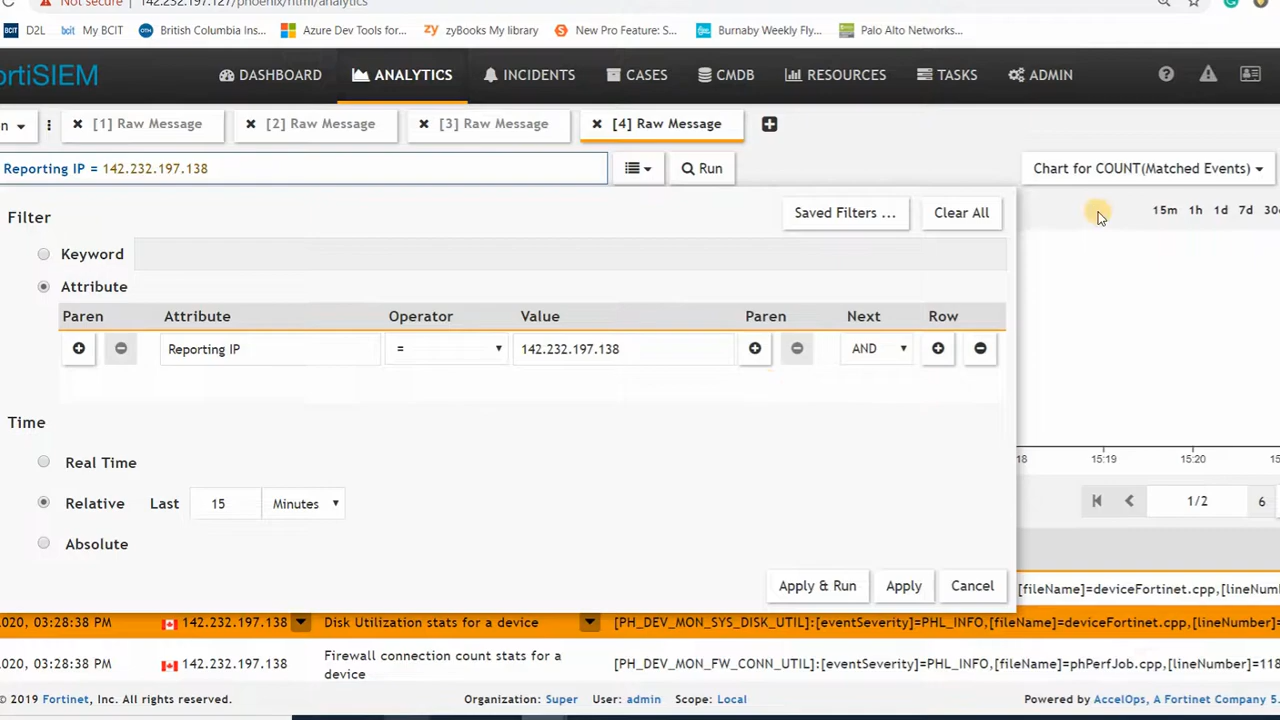 Not secure 142.232.197.127/phoenix/html/analytics
D2L My BCIT British Columbia Ins... Azure Dev Tools for... zyBooks My library New Pro Feature: S... Burnaby Weekly Fly... Palo Alto Networks...
ortiSIEM DASHBOARD ANALYTICS INCIDENTS CASES CMDB RESOURCES TASKS ADMIN
n [1] Raw Message [2] Raw Message [3] Raw Message [4] Raw Message
Reporting IP = 142.232.197.138 Run Chart for COUNT(Matched Events)
Filter Saved Filters ... Clear All 15m 1h 1d 7d 30d
Keyword
Attribute
Paren Attribute Operator Value Paren Next Row
Reporting IP = 142.232.197.138 AND
Time
18 15:19 15:20
Real Time
Relative Last 15 Minutes 1/2 6
Absolute
Apply & Run Apply Cancel [fileName]=deviceFortinet.cpp,[lineNum
020, 03:28:38 PM 142.232.197.138 Disk Utilization stats for a device [PH_DEV_MON_SYS_DISK_UTIL]:[eventSeverity]=PHL_INFO,[fileName]=deviceFortinet.cpp,[lineNumber]=
020, 03:28:38 PM 142.232.197.138 Firewall connection count stats for a device [PH_DEV_MON_FW_CONN_UTIL]:[eventSeverity]=PHL_INFO,[fileName]=phPerfJob.cpp,[lineNumber]=118
© 2019 Fortinet, Inc. All rights reserved. Organization: Super User: admin Scope: Local Powered by AccelOps, A Fortinet Company 5.